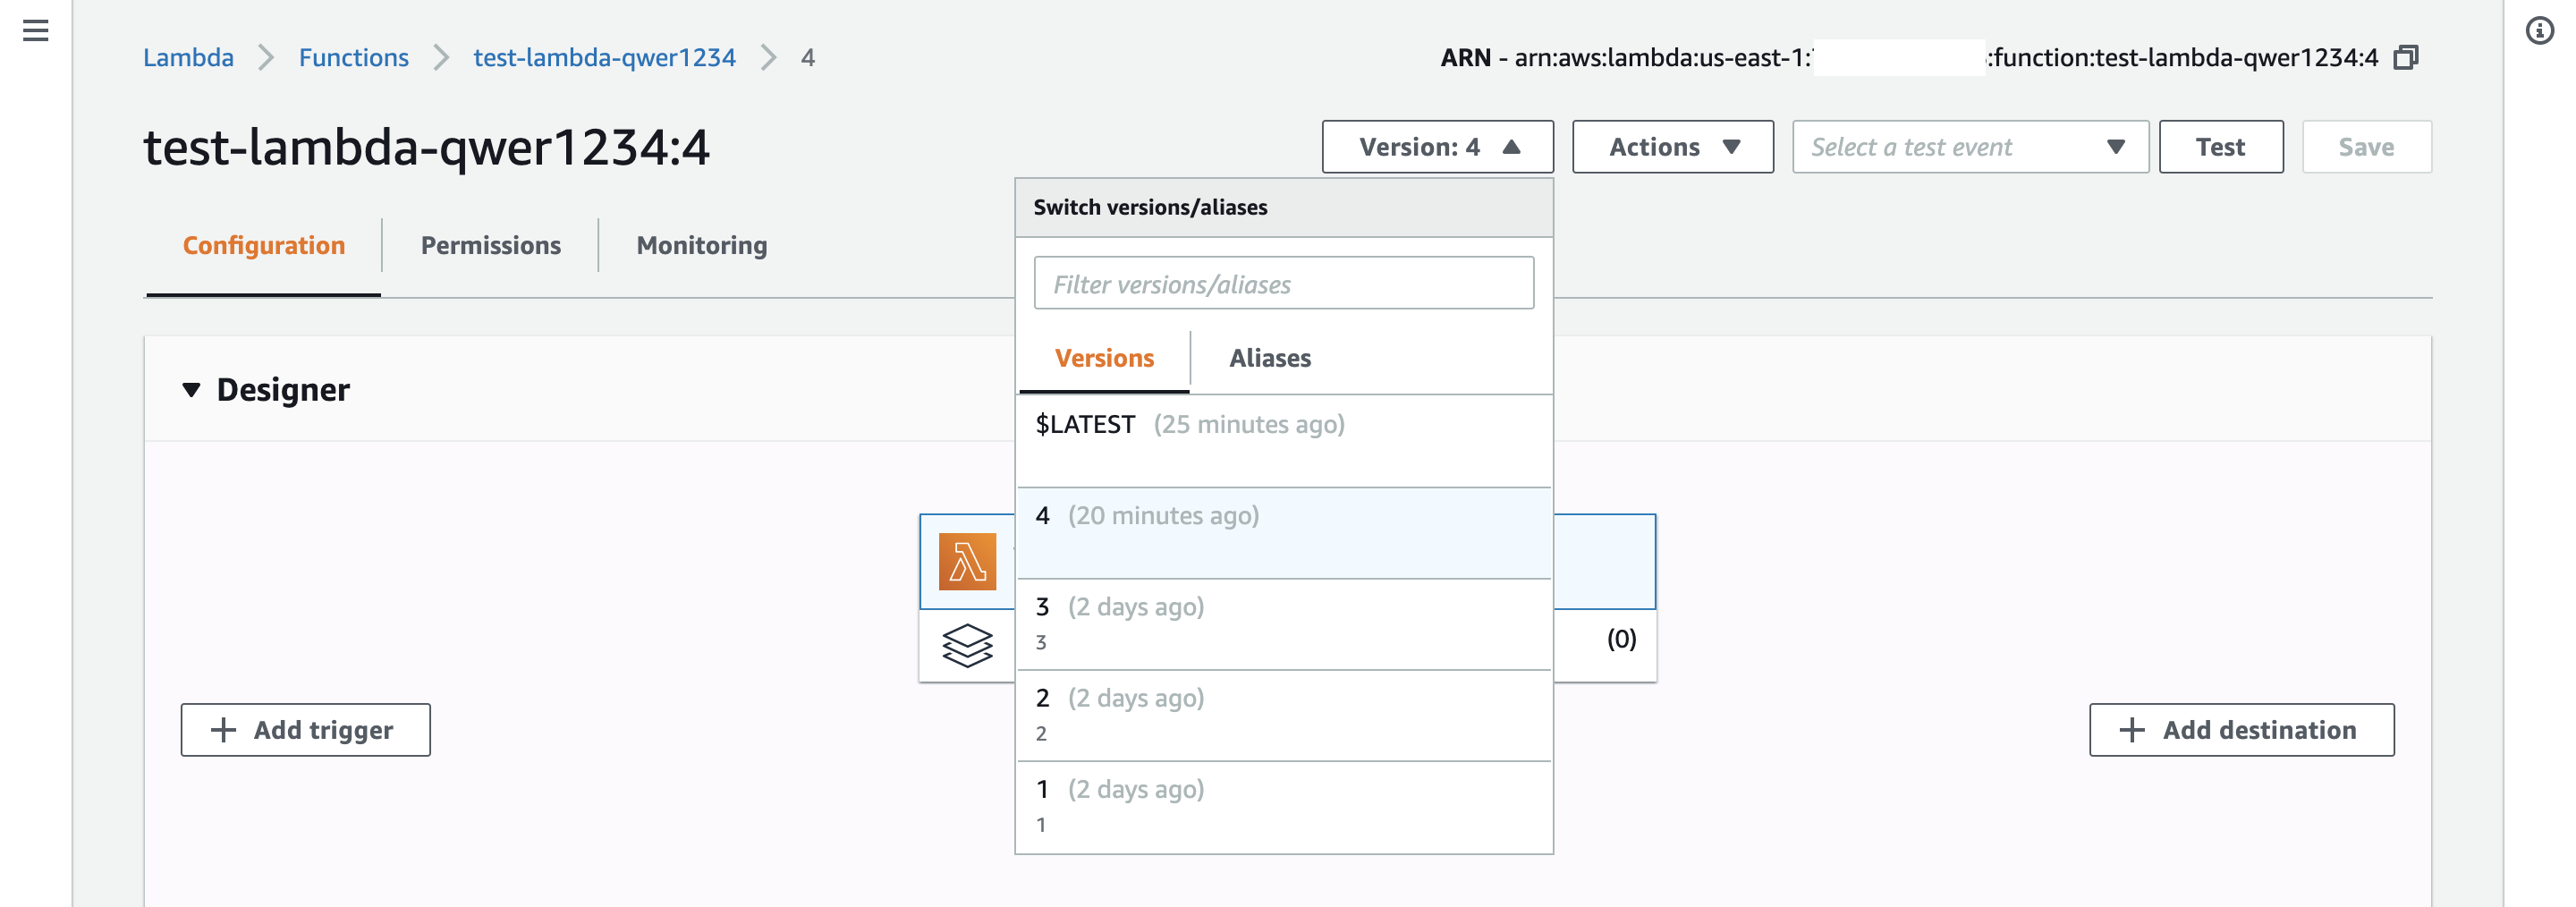 Lambda > Functions > test-lambda-qwer1234 > 4
ARN - arn:aws:lambda:us-east-1: :function:test-lambda-qwer1234:4
test-lambda-qwer1234:4
Version: 4
Actions
Select a test event
Test
Save
Configuration
Permissions
Monitoring
Switch versions/aliases
Filter versions/aliases
Versions
Aliases
$LATEST (25 minutes ago)
4 (20 minutes ago)
3 (2 days ago)
3
2 (2 days ago)
2
1 (2 days ago)
1
Designer
(0)
Add trigger
Add destination